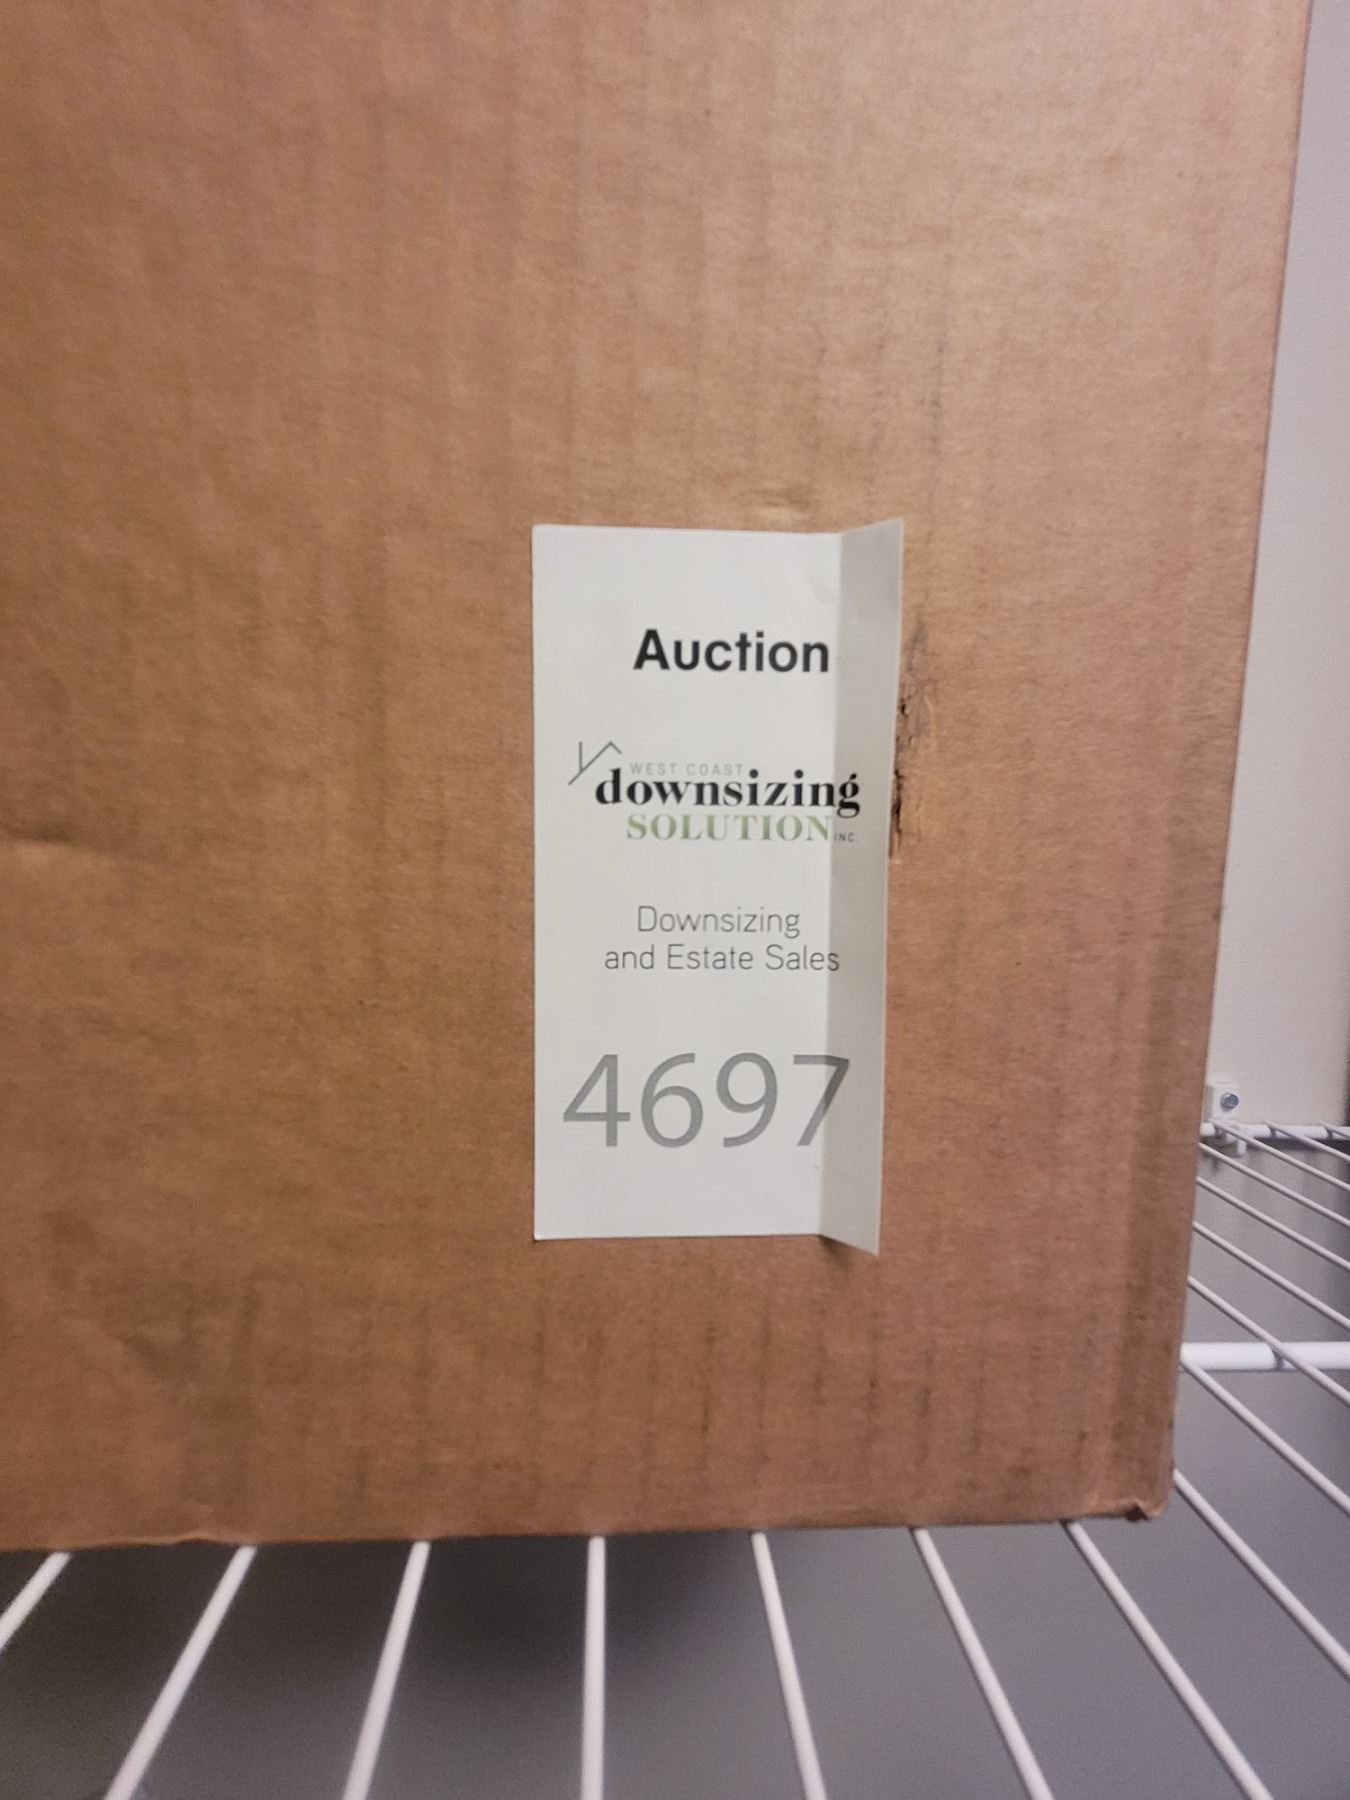 Auction
WEST COAST
downsizing
SOLUTION INC.
Downsizing
and Estate Sales
4697